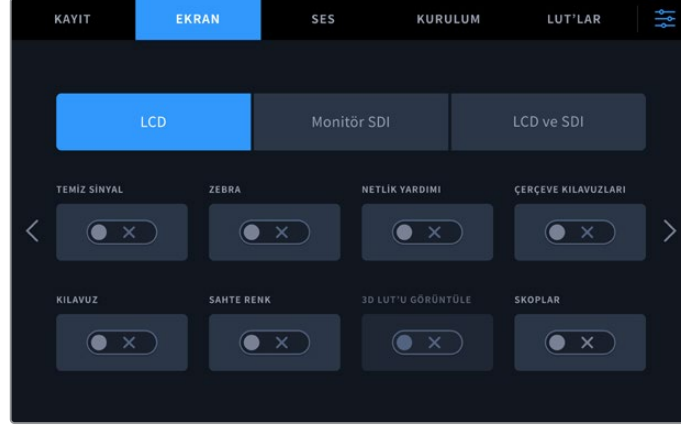 KAYIT EKRAN SES KURULUM LUT'LAR
LCD Monitör SDI LCD ve SDI
TEMİZ SİNYAL ZEBRA NETLİK YARDIMI ÇERÇEVE KILAVUZLARI
KILAVUZ SAHTE RENK 3D LUT'U GÖRÜNTÜLE SKOPLAR